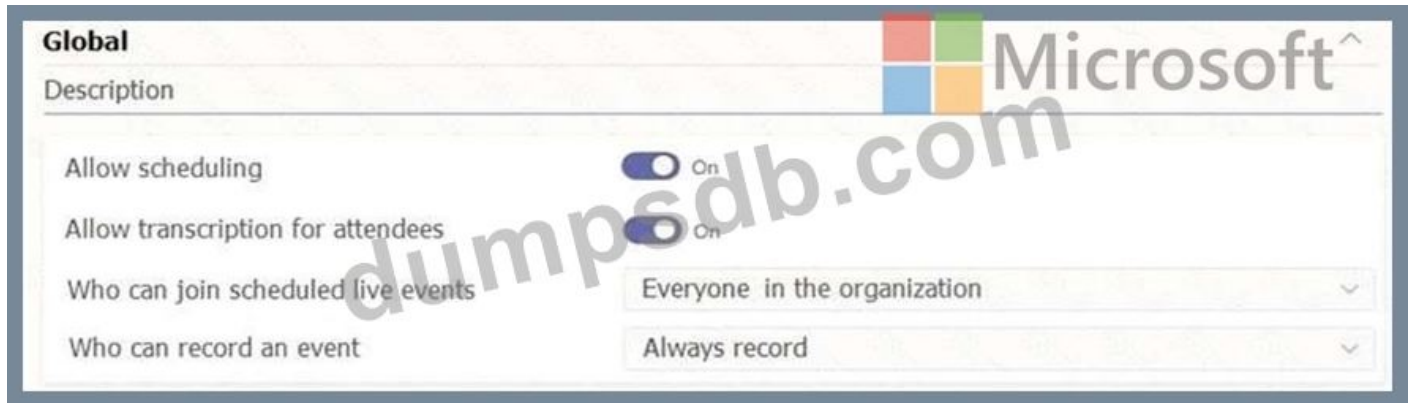 Global
Microsoft
Description
Allow scheduling On
Allow transcription for attendees On
Who can join scheduled live events Everyone in the organization
Who can record an event Always record
dumpsdb.com